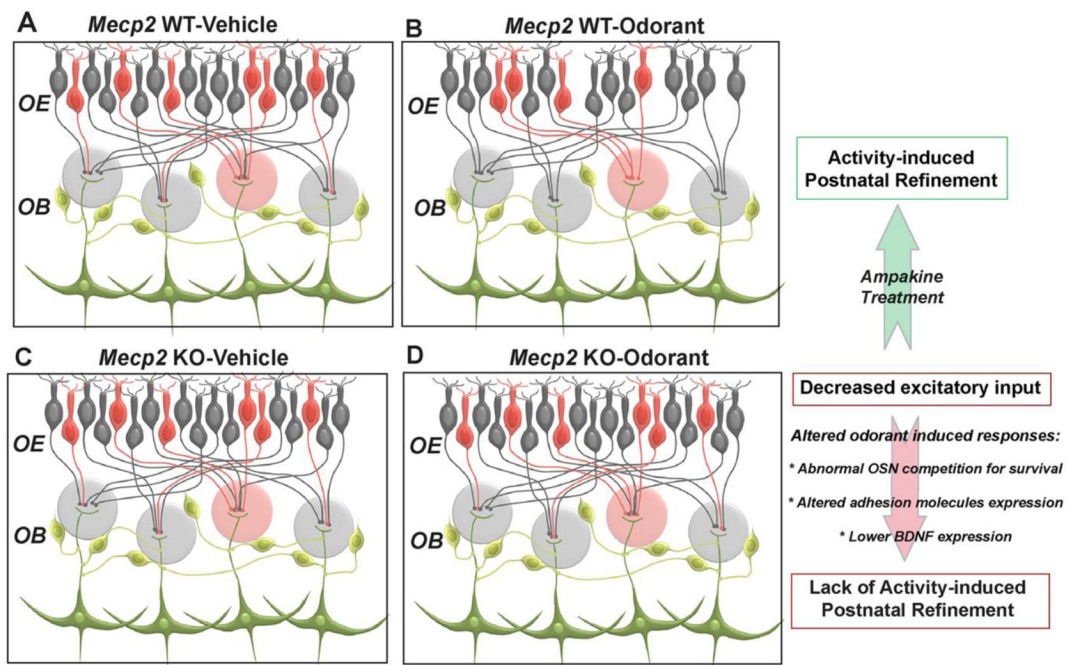 A
Mecp2 WT-Vehicle
OE
OB
B
Mecp2 WT-Odorant
OE
OB
C
Mecp2 KO-Vehicle
OE
OB
D
Mecp2 KO-Odorant
OE
OB
Activity-induced
Postnatal Refinement
Ampakine
Treatment
Decreased excitatory input
Altered odorant induced responses:
* Abnormal OSN competition for survival
* Altered adhesion molecules expression
* Lower BDNF expression
Lack of Activity-induced
Postnatal Refinement